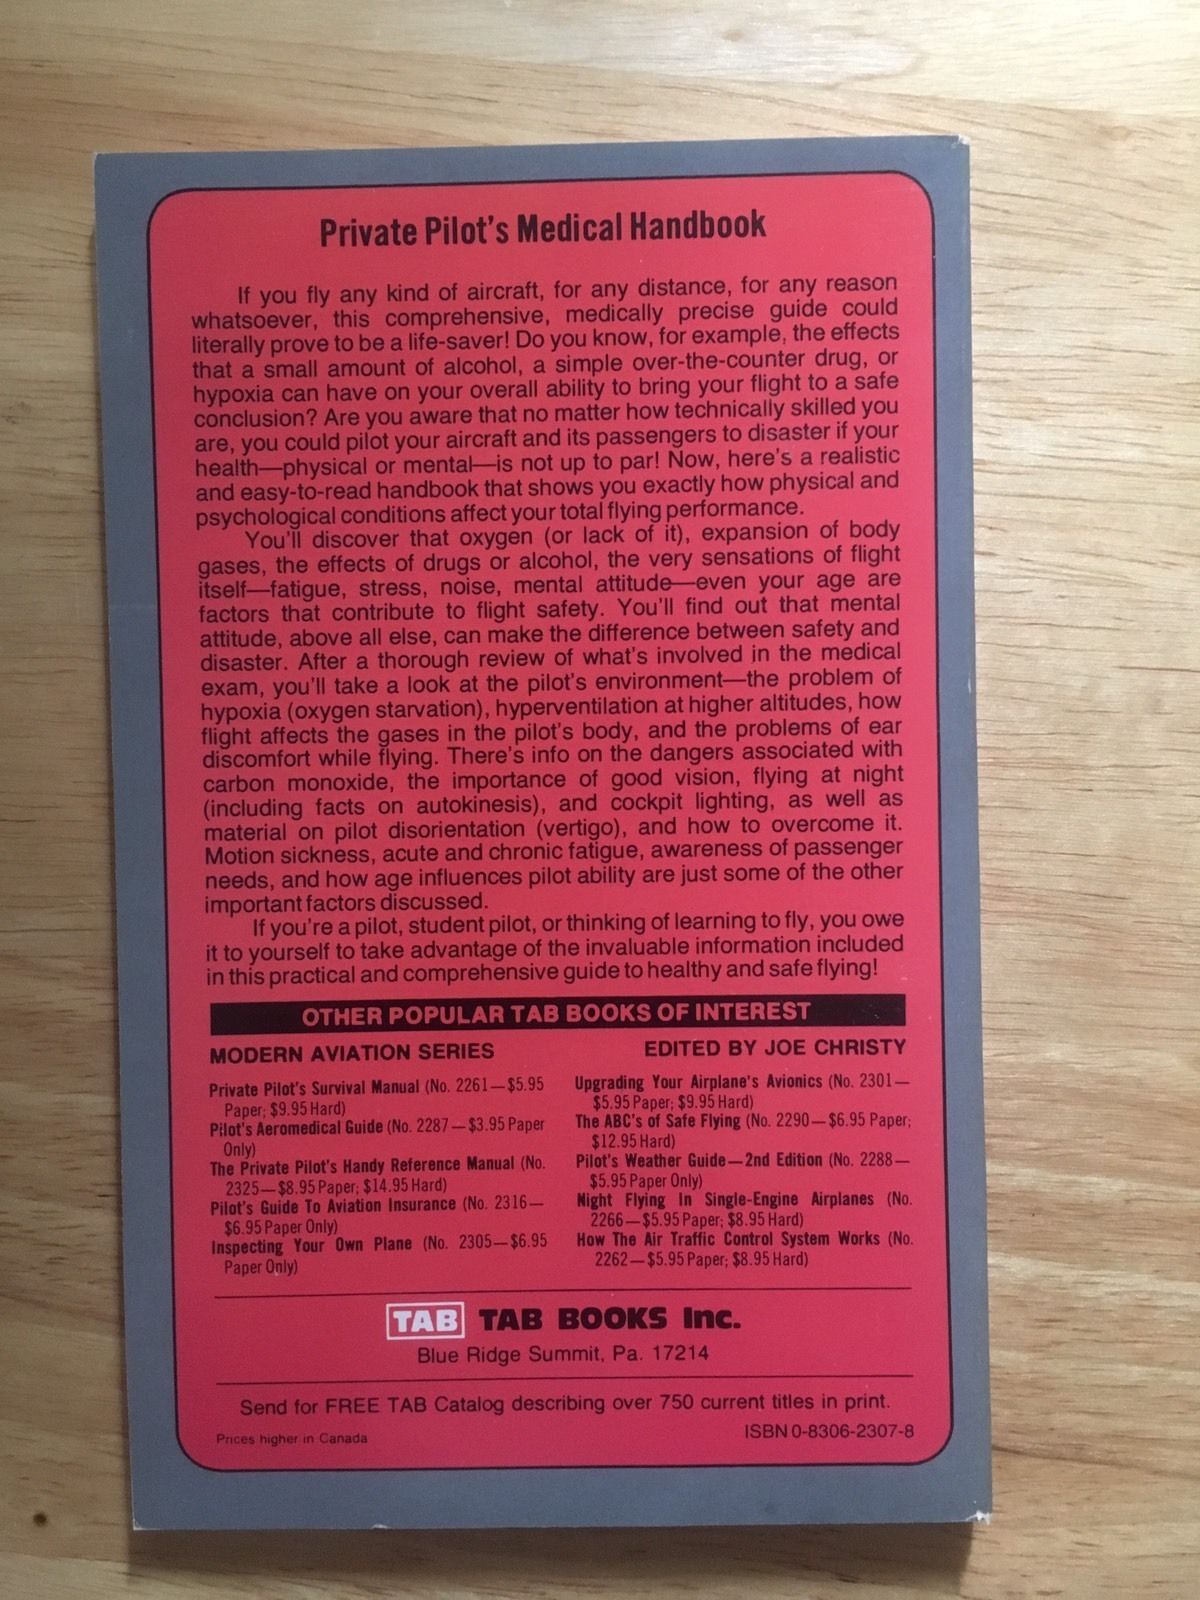 Private Pilot's Medical Handbook
If you fly any kind of aircraft, for any distance, for any reason
whatsoever, this comprehensive, medically precise guide could
literally prove to be a life-saver! Do you know, for example, the effects
that a small amount of alcohol, a simple over-the-counter drug, or
hypoxia can have on your overall ability to bring your flight to a safe
conclusion? Are you aware that no matter how technically skilled you
are, you could pilot your aircraft and its passengers to disaster if your
health—physical or mental—is not up to par! Now, here's a realistic
and easy-to-read handbook that shows you exactly how physical and
psychological conditions affect your total flying performance.
You'll discover that oxygen (or lack of it), expansion of body
gases, the effects of drugs or alcohol, the very sensations of flight
itself—fatigue, stress, noise, mental attitude—even your age are
factors that contribute to flight safety. You'll find out that mental
attitude, above all else, can make the difference between safety and
disaster. After a thorough review of what's involved in the medical
exam, you'll take a look at the pilot's environment—the problem of
hypoxia (oxygen starvation), hyperventilation at higher altitudes, how
flight affects the gases in the pilot's body, and the problems of ear
discomfort while flying. There's info on the dangers associated with
carbon monoxide, the importance of good vision, flying at night
(including facts on autokinesis), and cockpit lighting, as well as
material on pilot disorientation (vertigo), and how to overcome it.
Motion sickness, acute and chronic fatigue, awareness of passenger
needs, and how age influences pilot ability are just some of the other
important factors discussed.
If you're a pilot, student pilot, or thinking of learning to fly, you owe
it to yourself to take advantage of the invaluable information included
in this practical and comprehensive guide to healthy and safe flying!
OTHER POPULAR TAB BOOKS OF INTEREST
MODERN AVIATION SERIES
Private Pilot's Survival Manual (No. 2261—$5.95
Paper; $9.95 Hard)
Pilot's Aeromedical Guide (No. 2287—$3.95 Paper
Only)
The Private Pilot's Handy Reference Manual (No.
2325—$8.95 Paper; $14.95 Hard)
Pilot's Guide To Aviation Insurance (No. 2316—
$6.95 Paper Only)
Inspecting Your Own Plane (No. 2305—$6.95
Paper Only)
EDITED BY JOE CHRISTY
Upgrading Your Airplane's Avionics (No. 2301—
$5.95 Paper; $9.95 Hard)
The ABC's of Safe Flying (No. 2290—$6.95 Paper;
$12.95 Hard)
Pilot's Weather Guide—2nd Edition (No. 2288—
$5.95 Paper Only)
Night Flying In Single-Engine Airplanes (No.
2266—$5.95 Paper; $8.95 Hard)
How The Air Traffic Control System Works (No.
2262—$5.95 Paper; $8.95 Hard)
TAB TAB BOOKS Inc.
Blue Ridge Summit, Pa. 17214
Send for FREE TAB Catalog describing over 750 current titles in print.
Prices higher in Canada
ISBN 0-8306-2307-8